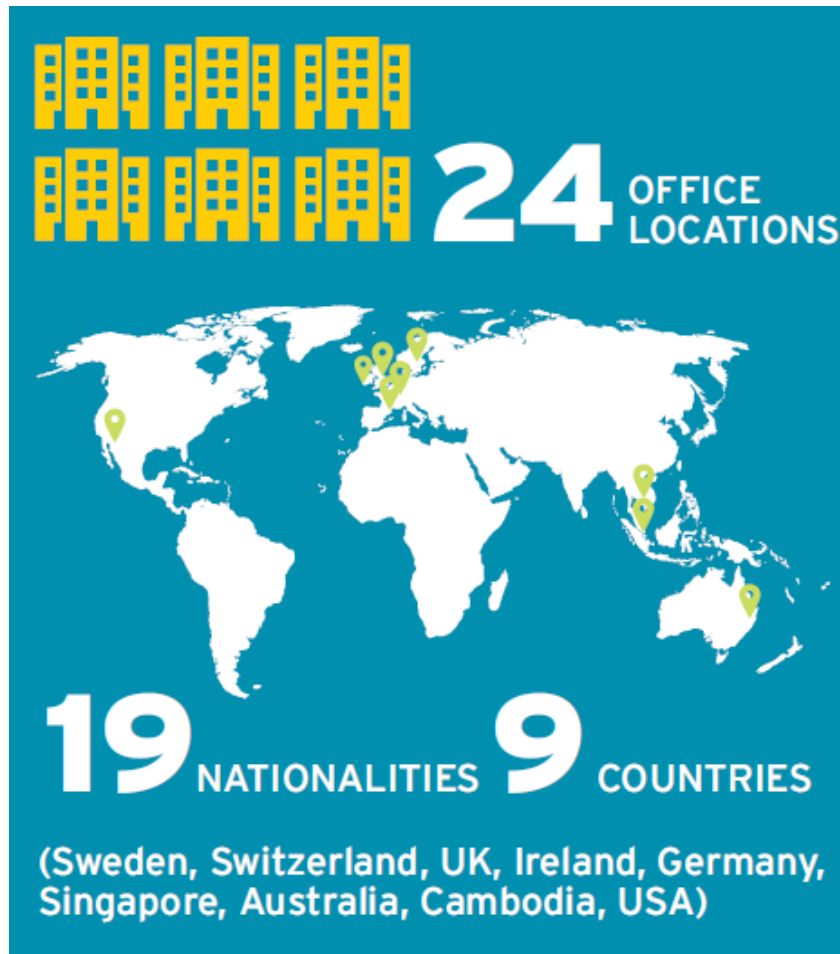 24 OFFICE
LOCATIONS
19 NATIONALITIES 9 COUNTRIES
(Sweden, Switzerland, UK, Ireland, Germany,
Singapore, Australia, Cambodia, USA)